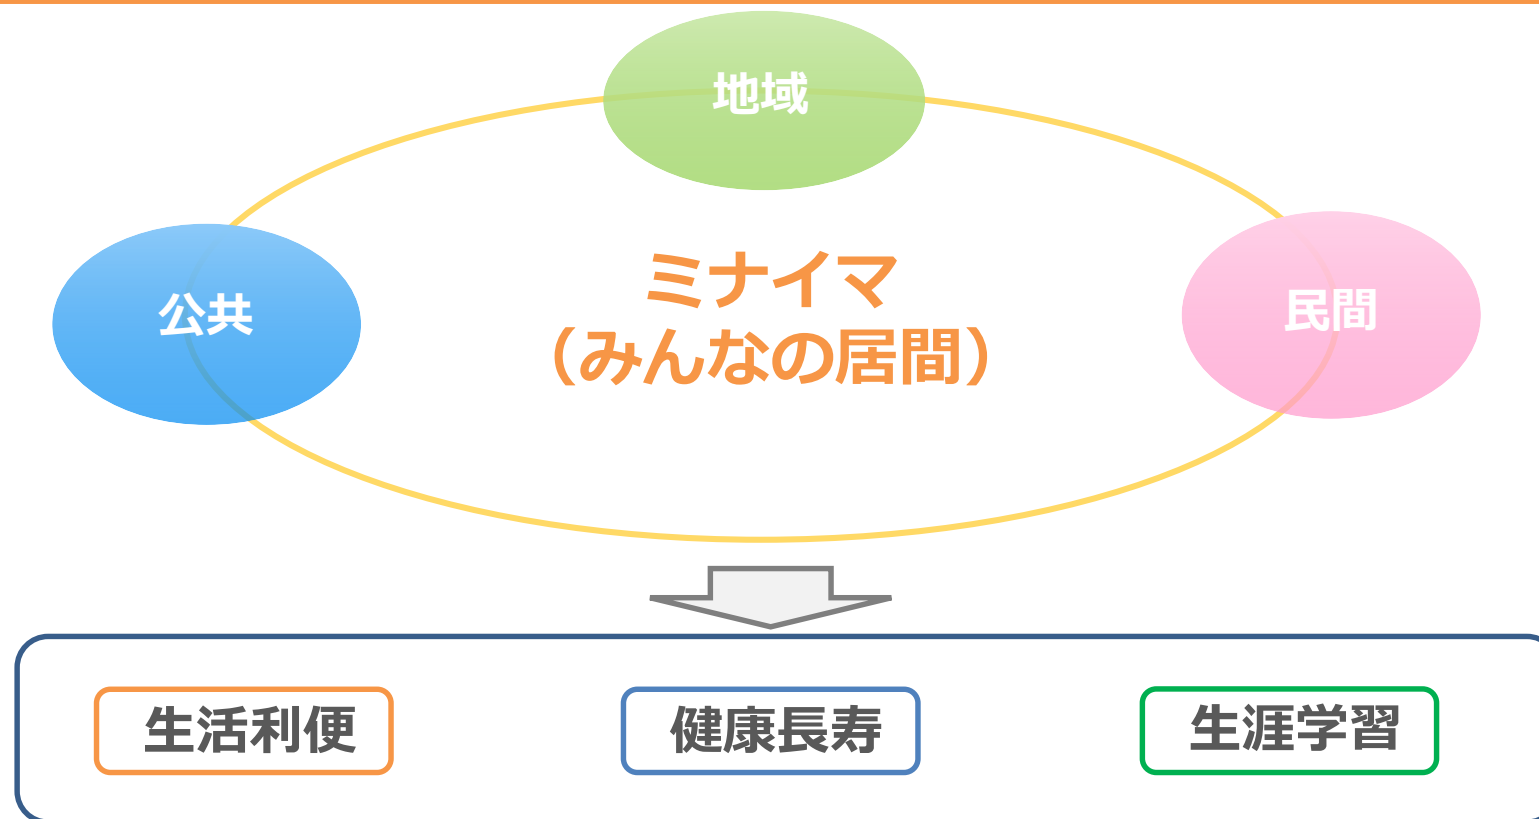 地域
公共
ミナイマ
（みんなの居間）
民間
生活利便
健康長寿
生涯学習